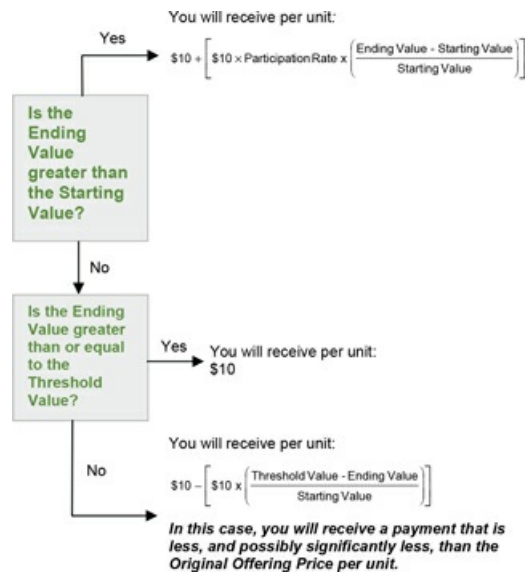 You will receive per unit:
Yes
$10 + [ $10 × Participation Rate x ( Ending Value - Starting Value
Starting Value ) ]
Is the
Ending
Value
greater than
the Starting
Value?
No
Is the Ending
Value greater
than or equal
to the
Threshold
Value?
Yes
You will receive per unit:
$10
You will receive per unit:
No
$10 − [ $10 x ( Threshold Value - Ending Value
Starting Value ) ]
In this case, you will receive a payment that is
less, and possibly significantly less, than the
Original Offering Price per unit.